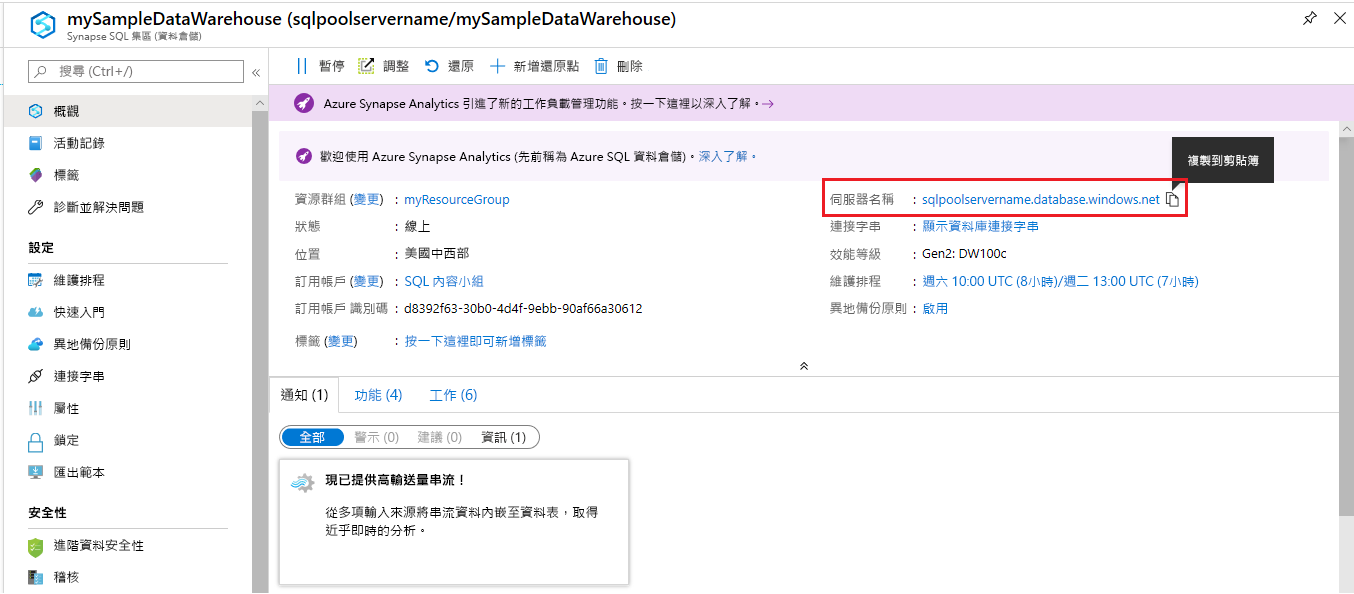 mySampleDataWarehouse (sqlpoolservername/mySampleDataWarehouse)
Synapse SQL 集區 (資料倉儲)
搜尋 (Ctrl+/)
概觀
活動記錄
標籤
診斷並解決問題
設定
維護排程
快速入門
異地備份原則
連接字串
屬性
鎖定
匯出範本
安全性
進階資料安全性
稽核
暫停 調整 還原 新增還原點 刪除
Azure Synapse Analytics 引進了新的工作負載管理功能。按一下這裡以深入了解。→
歡迎使用 Azure Synapse Analytics (先前稱為 Azure SQL 資料倉儲)。深入了解。
複製到剪貼簿
資源群組 (變更) : myResourceGroup
狀態 : 線上
位置 : 美國中西部
訂用帳戶 (變更) : SQL 內容小組
訂用帳戶 識別碼 : d8392f63-30b0-4d4f-9ebb-90af66a30612
標籤 (變更) : 按一下這裡即可新增標籤
伺服器名稱 : sqlpoolservername.database.windows.net
連接字串 : 顯示資料庫連接字串
效能等級 : Gen2: DW100c
維護排程 : 週六 10:00 UTC (8小時)/週二 13:00 UTC (7小時)
異地備份原則 : 啟用
通知 (1) 功能 (4) 工作 (6)
全部 警示 (0) 建議 (0) 資訊 (1)
現已提供高輸送量串流！
從多項輸入來源將串流資料內嵌至資料表，取得
近乎即時的分析。